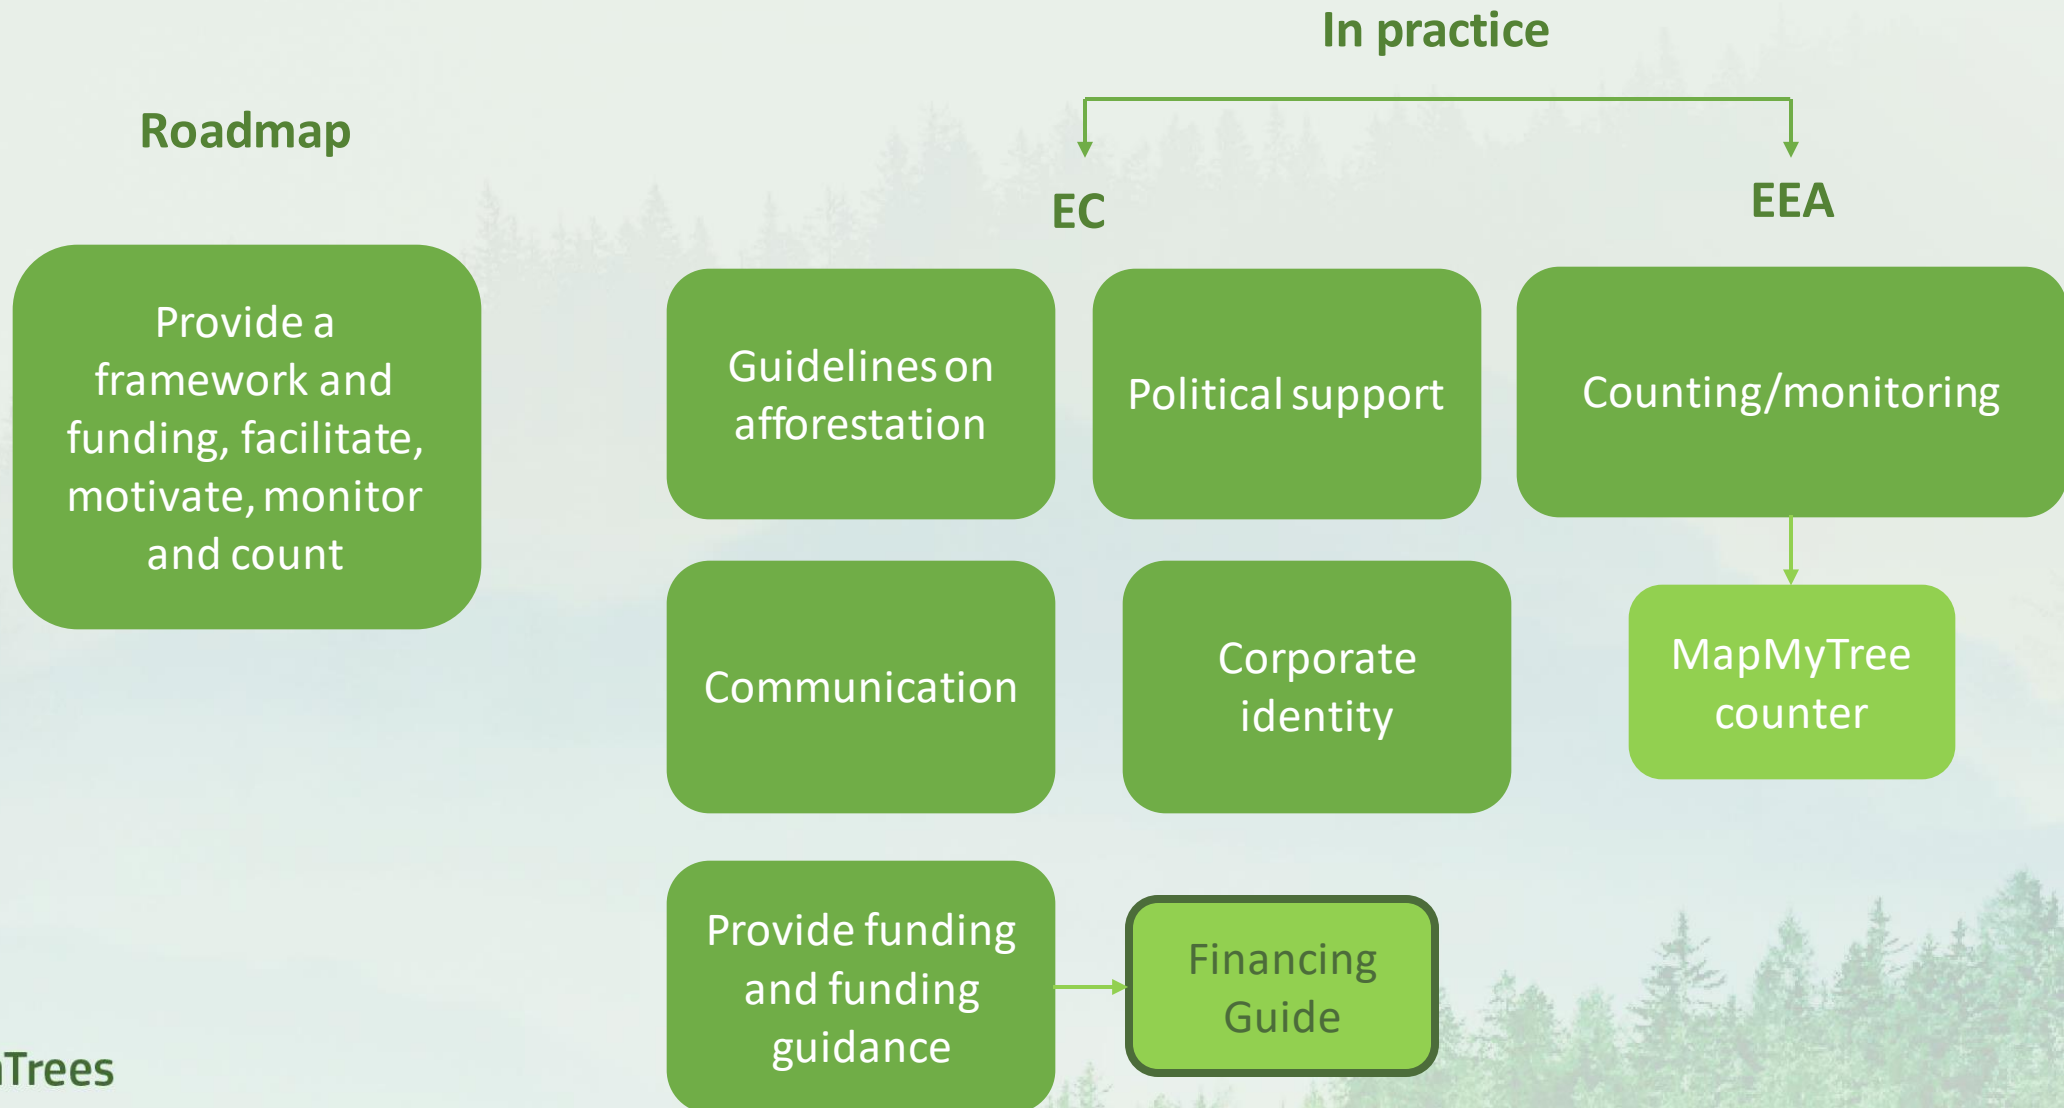 In practice
Roadmap
EC
EEA
Provide a
framework and
funding, facilitate,
motivate, monitor
and count
Guidelines on
afforestation
Political support
Counting/monitoring
Communication
Corporate
identity
MapMyTree
counter
Provide funding
and funding
guidance
Financing
Guide
Trees